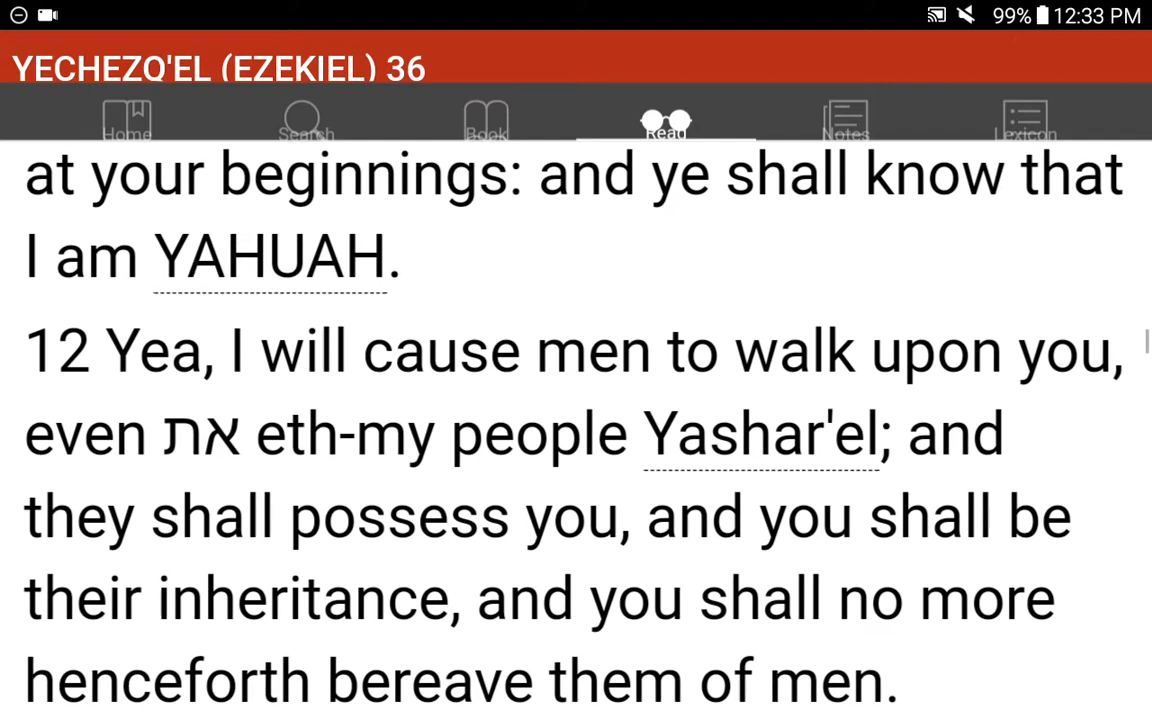 99% 12:33 PM
YECHEZQ'EL (EZEKIEL) 36
Home Search Book Read Notes Lexicon
at your beginnings: and ye shall know that
I am YAHUAH.
12 Yea, I will cause men to walk upon you,
even את eth-my people Yashar'el; and
they shall possess you, and you shall be
their inheritance, and you shall no more
henceforth bereave them of men.